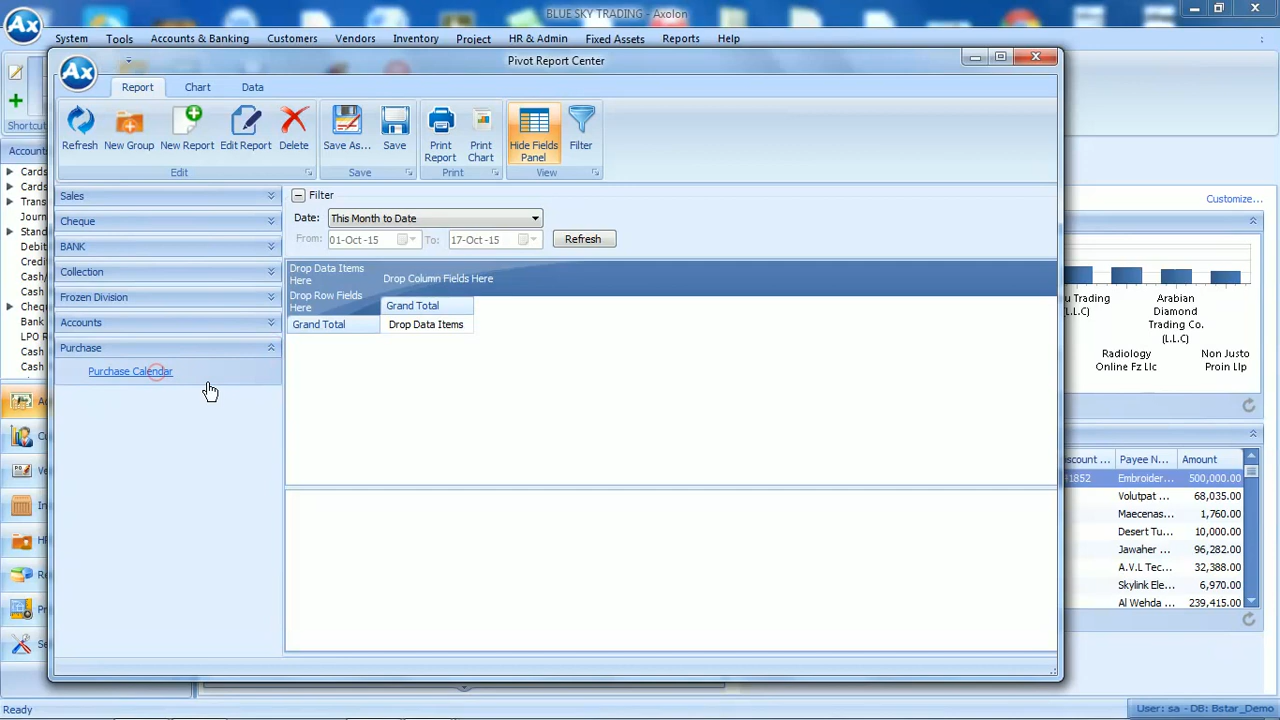 BLUE SKY TRADING - Axolon
Ax
System Tools Accounts & Banking Customers Vendors Inventory Project HR & Admin Fixed Assets Reports Help
Pivot Report Center
Ax
Report Chart Data
Refresh New Group New Report Edit Report Delete Save As... Save Print Report Print Chart Hide Fields Panel Filter
Edit Save Print View
Shortcut
Accounts
Cards
Cards
Trans
Journ
Stand
Debit
Credit
Cash/
Cash
Cheque
Bank
LPO R
Cash
Cash
Sales
Cheque
BANK
Collection
Frozen Division
Accounts
Purchase
Purchase Calendar
Filter
Date: This Month to Date
From: 01-Oct -15 To: 17-Oct -15 Refresh
Drop Data Items Here
Drop Column Fields Here
Drop Row Fields Here
Grand Total
Grand Total Drop Data Items
Customize...
u Trading (L.L.C)
Arabian Diamond Trading Co. (L.L.C)
Radiology Online Fz Llc
Non Justo Proin Llp
iscount ... Payee N... Amount
1852 Embroider... 500,000.00
Volutpat ... 68,035.00
Maecenas... 1,760.00
Desert Tu... 10,000.00
Jawaher ... 96,282.00
A.V.L Tec... 32,388.00
Skylink Ele... 6,970.00
Al Wehda ... 239,415.00
Ready
User: sa - DB: Bstar_Demo